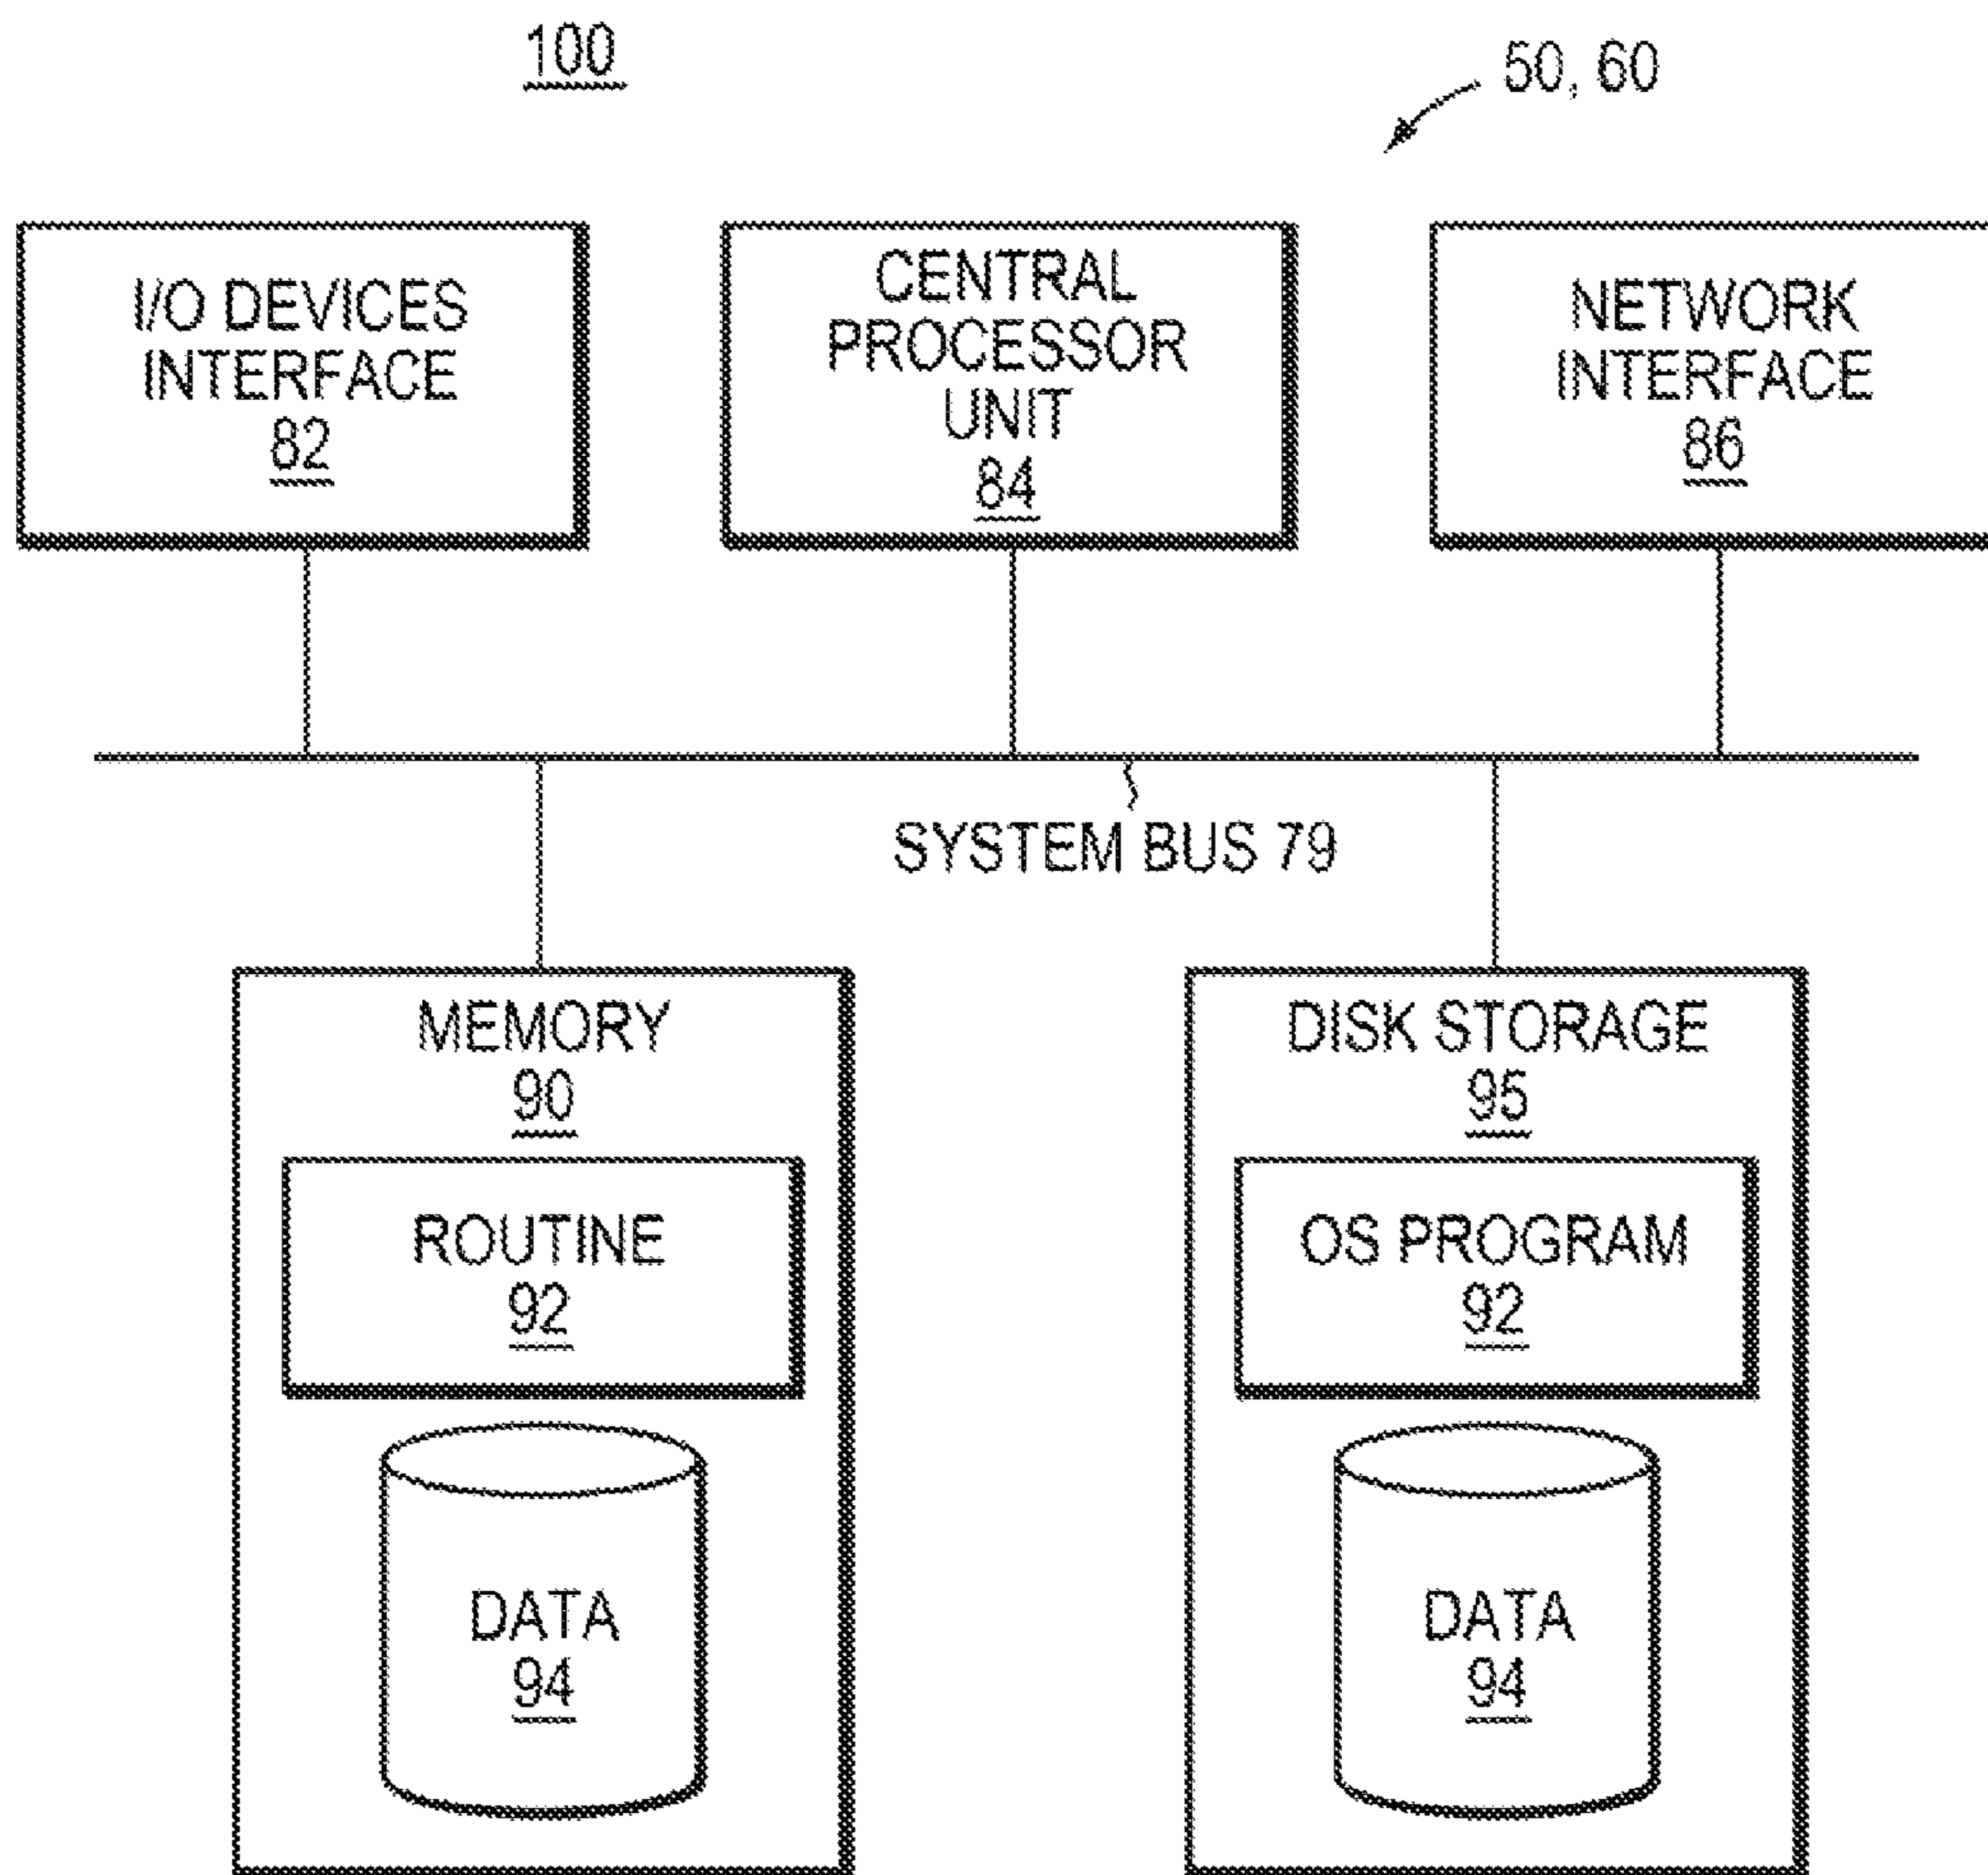 100
50, 60
I/O DEVICES
INTERFACE
82
CENTRAL
PROCESSOR
UNIT
84
NETWORK
INTERFACE
86
SYSTEM BUS 79
MEMORY
90
ROUTINE
92
DATA
94
DISK STORAGE
95
OS PROGRAM
92
DATA
94